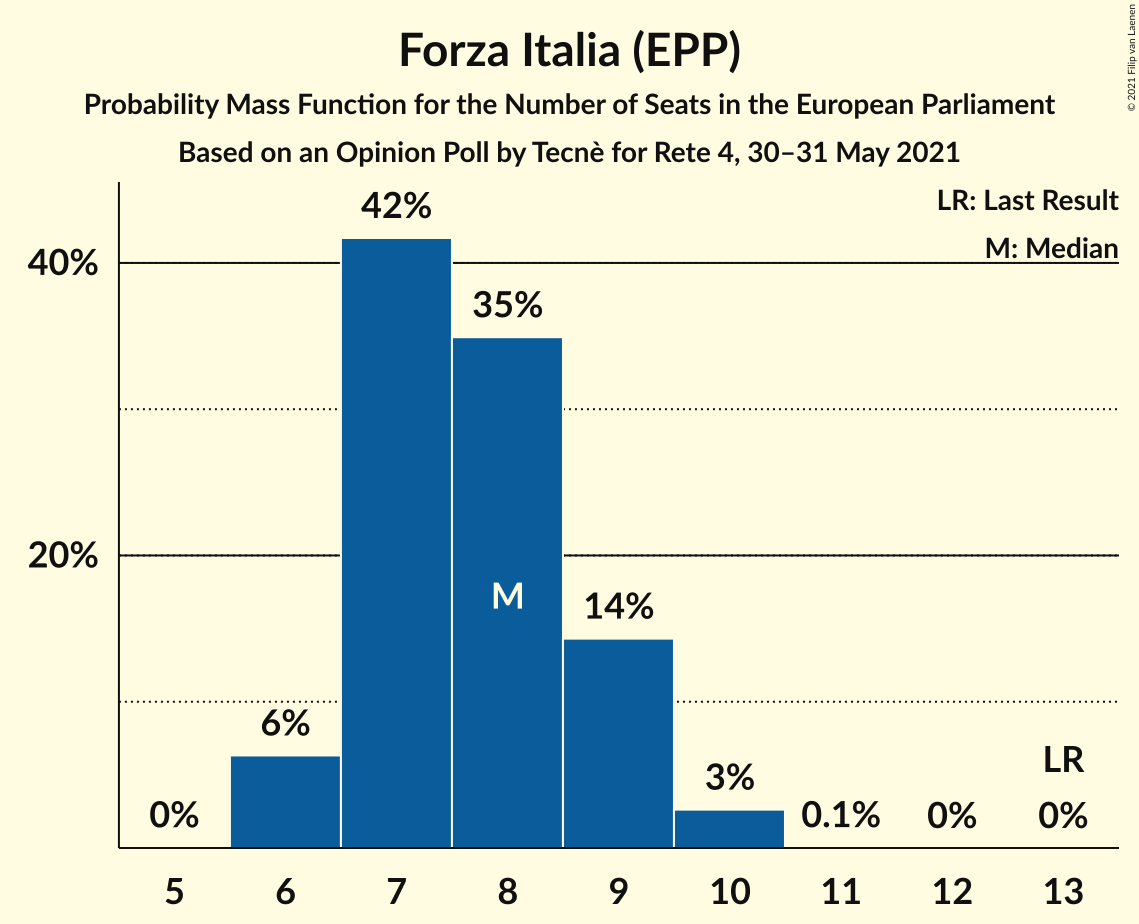 Forza Italia (EPP)
Probability Mass Function for the Number of Seats in the European Parliament
Based on an Opinion Poll by Tecnè for Rete 4, 30–31 May 2021
© 2021 Filip van Laenen
LR: Last Result
M: Median
40%
20%
0%
6%
42%
35%
M
14%
3%
0.1%
0%
LR
0%
5 6 7 8 9 10 11 12 13